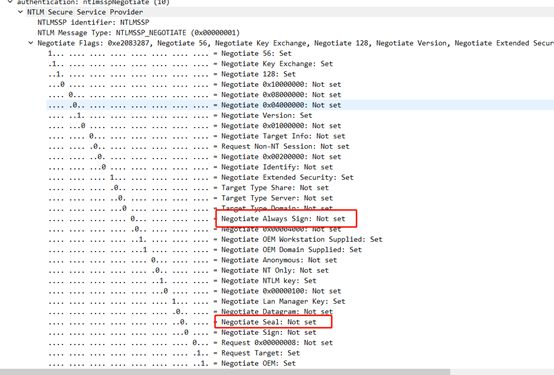 authentication: ntlmsspNegotiate (10)
NTLM Secure Service Provider
NTLMSSP identifier: NTLMSSP
NTLM Message Type: NTLMSSP_NEGOTIATE (0x00000001)
Negotiate Flags: 0xe2083287, Negotiate 56, Negotiate Key Exchange, Negotiate 128, Negotiate Version, Negotiate Extended Secur
1... .... .... .... .... .... .... .... = Negotiate 56: Set
.1.. .... .... .... .... .... .... .... = Negotiate Key Exchange: Set
..1. .... .... .... .... .... .... .... = Negotiate 128: Set
...0 .... .... .... .... .... .... .... = Negotiate 0x10000000: Not set
.... 0... .... .... .... .... .... .... = Negotiate 0x08000000: Not set
.... .0.. .... .... .... .... .... .... = Negotiate 0x04000000: Not set
.... ..1. .... .... .... .... .... .... = Negotiate Version: Set
.... ...0 .... .... .... .... .... .... = Negotiate 0x01000000: Not set
.... .... 0... .... .... .... .... .... = Negotiate Target Info: Not set
.... .... .0.. .... .... .... .... .... = Request Non-NT Session: Not set
.... .... ..0. .... .... .... .... .... = Negotiate 0x00200000: Not set
.... .... ...0 .... .... .... .... .... = Negotiate Identify: Not set
.... .... .... 1... .... .... .... .... = Negotiate Extended Security: Set
.... .... .... .0.. .... .... .... .... = Target Type Share: Not set
.... .... .... ..0. .... .... .... .... = Target Type Server: Not set
.... .... .... ...0 .... .... .... .... = Target Type Domain: Not set
.... .... .... .... 0... .... .... .... = Negotiate Always Sign: Not set
.... .... .... .... .0.. .... .... .... = Negotiate 0x00004000: Not set
.... .... .... .... ..1. .... .... .... = Negotiate OEM Workstation Supplied: Set
.... .... .... .... ...1 .... .... .... = Negotiate OEM Domain Supplied: Set
.... .... .... .... .... 0... .... .... = Negotiate Anonymous: Not set
.... .... .... .... .... .0.. .... .... = Negotiate NT Only: Not set
.... .... .... .... .... ..1. .... .... = Negotiate NTLM key: Set
.... .... .... .... .... ...0 .... .... = Negotiate 0x00000100: Not set
.... .... .... .... .... .... 1... .... = Negotiate Lan Manager Key: Set
.... .... .... .... .... .... .0.. .... = Negotiate Datagram: Not set
.... .... .... .... .... .... ..0. .... = Negotiate Seal: Not set
.... .... .... .... .... .... ...0 .... = Negotiate Sign: Not set
.... .... .... .... .... .... .... 0... = Request 0x00000008: Not set
.... .... .... .... .... .... .... .1.. = Request Target: Set
.... .... .... .... .... .... .... ..1. = Negotiate OEM: Set